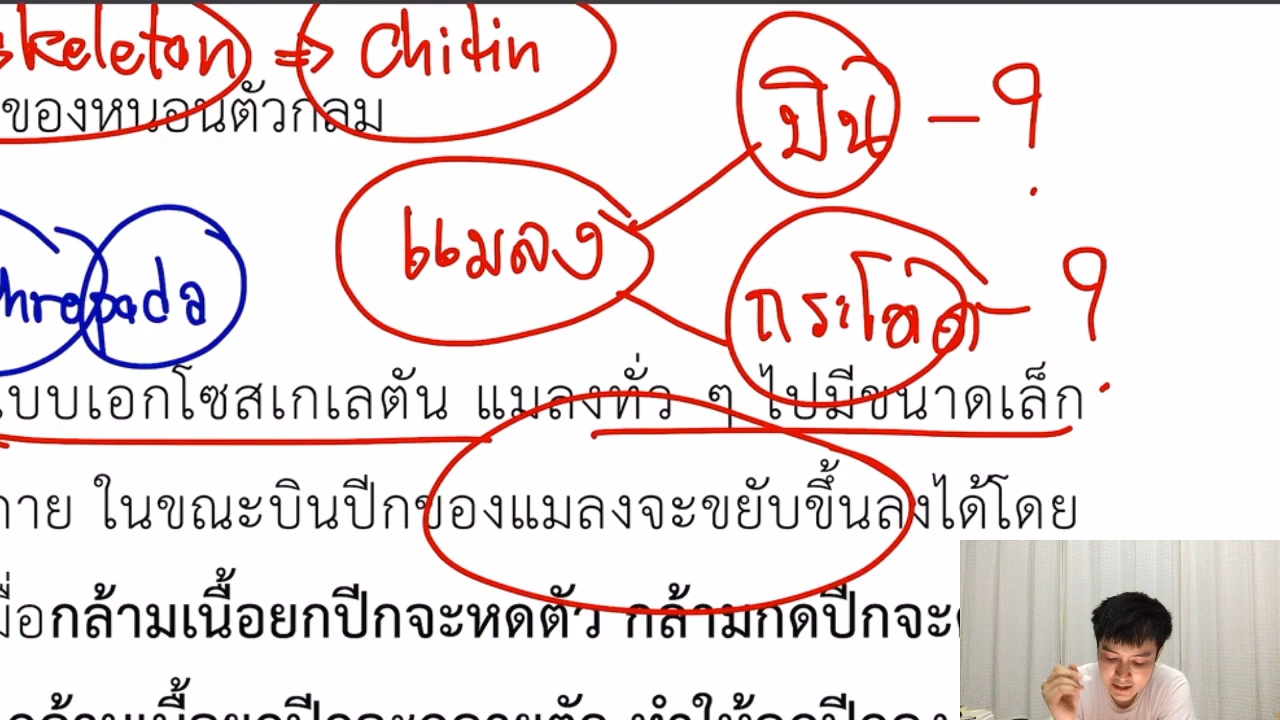 skeleton ⇒ Chitin
ของหนอนตัวกลม
บิน - ?
แมลง
กระโดด - ?
แบบเอกโซสเกเลตัน แมลงทั่ว ๆ ไปมีขนาดเล็ก
กาย ในขณะบินปีกของแมลงจะขยับขึ้นลงได้โดย
กล้ามเนื้อยกปีกจะหดตัว กล้ามกดปีกจะ